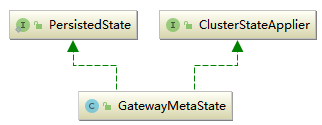 I PersistedState
I ClusterStateApplier
C GatewayMetaState